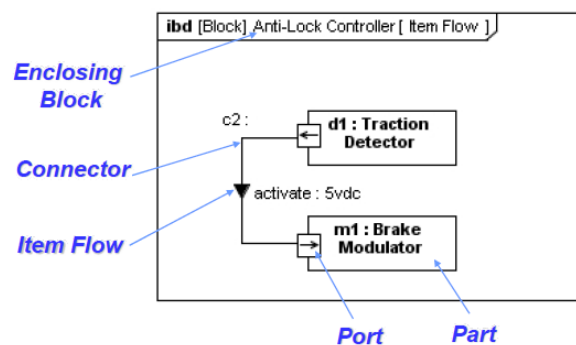 ibd [Block] Anti-Lock Controller [ Item Flow ]
Enclosing
Block
c2 :
d1 : Traction
Detector
Connector
activate : 5vdc
Item Flow
m1 : Brake
Modulator
Port
Part